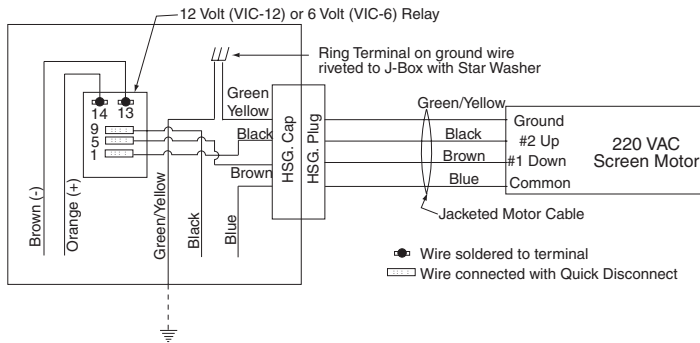 12 Volt (VIC-12) or 6 Volt (VIC-6) Relay
Ring Terminal on ground wire
riveted to J-Box with Star Washer
14
13
9
5
1
Green
Yellow
Black
Brown
HSG. Cap
HSG. Plug
Green/Yellow
Black
Brown
Blue
Ground
#2 Up
#1 Down
Common
220 VAC
Screen Motor
Jacketed Motor Cable
Brown (-)
Orange (+)
Green/Yellow
Black
Blue
Wire soldered to terminal
Wire connected with Quick Disconnect